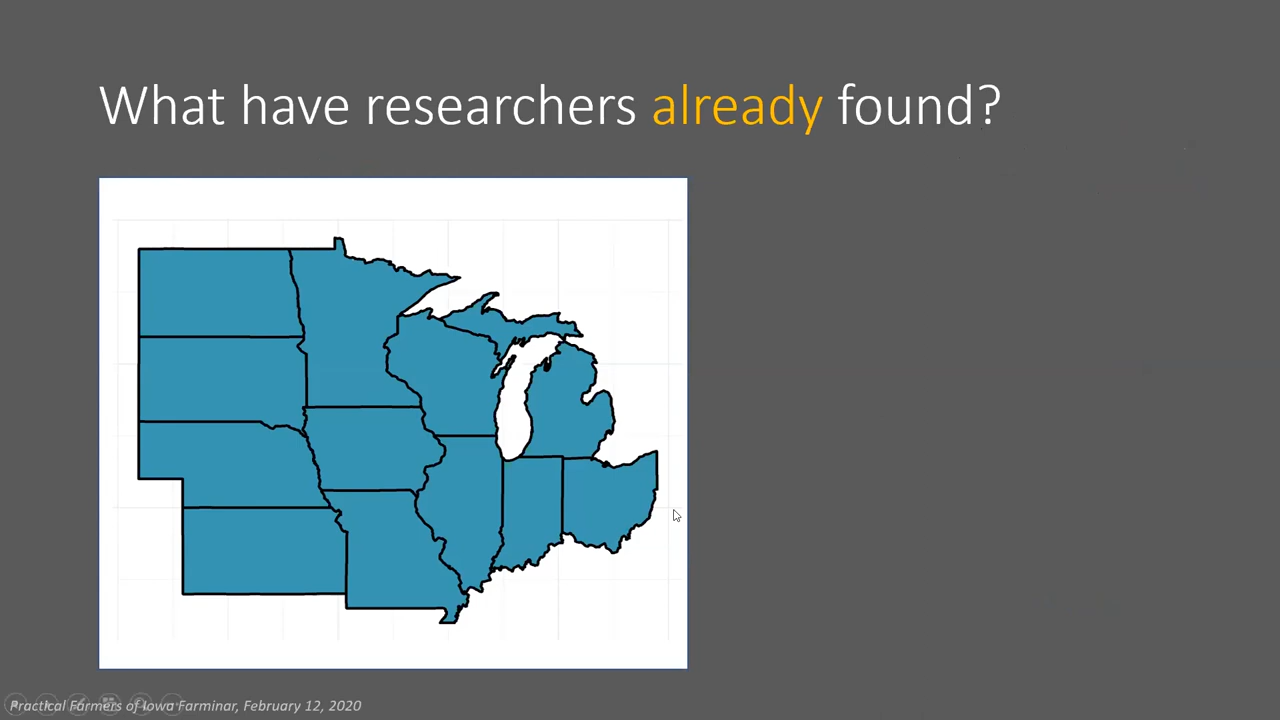 What have researchers already found?
Practical Farmers of Iowa Farminar, February 12, 2020